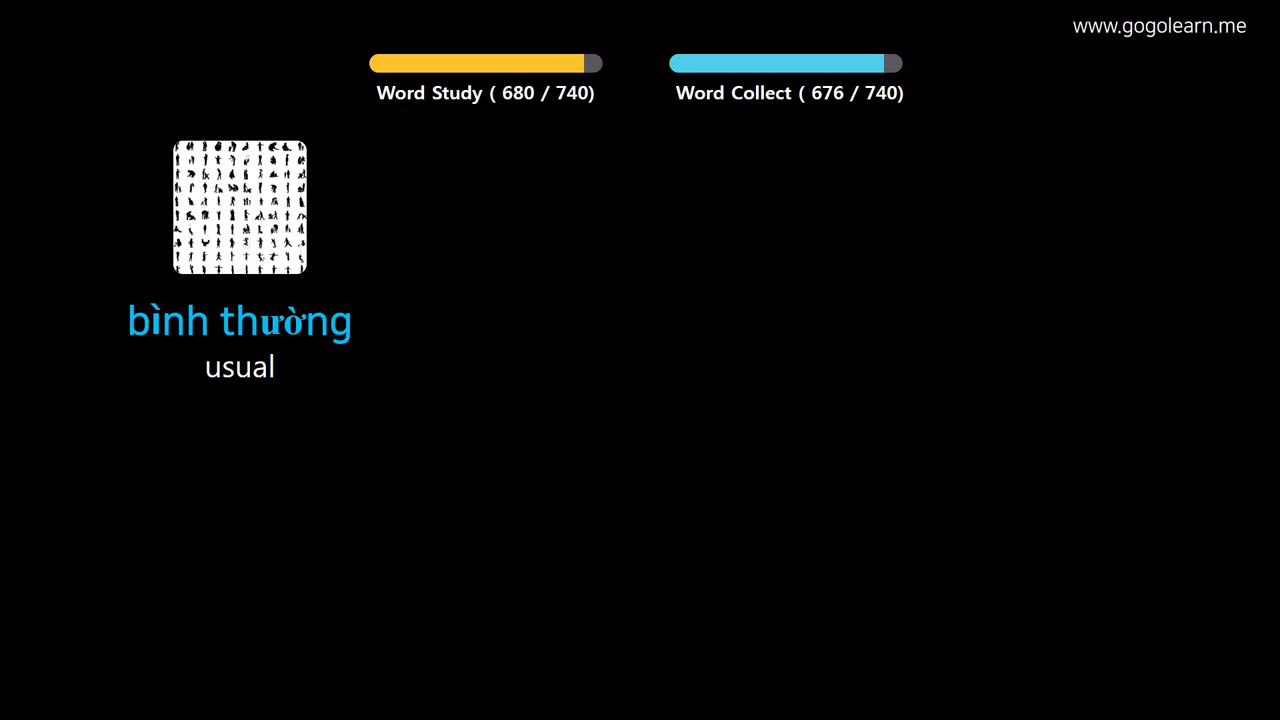 www.gogolearn.me
Word Study ( 680 / 740)
Word Collect ( 676 / 740)
bình thường
usual